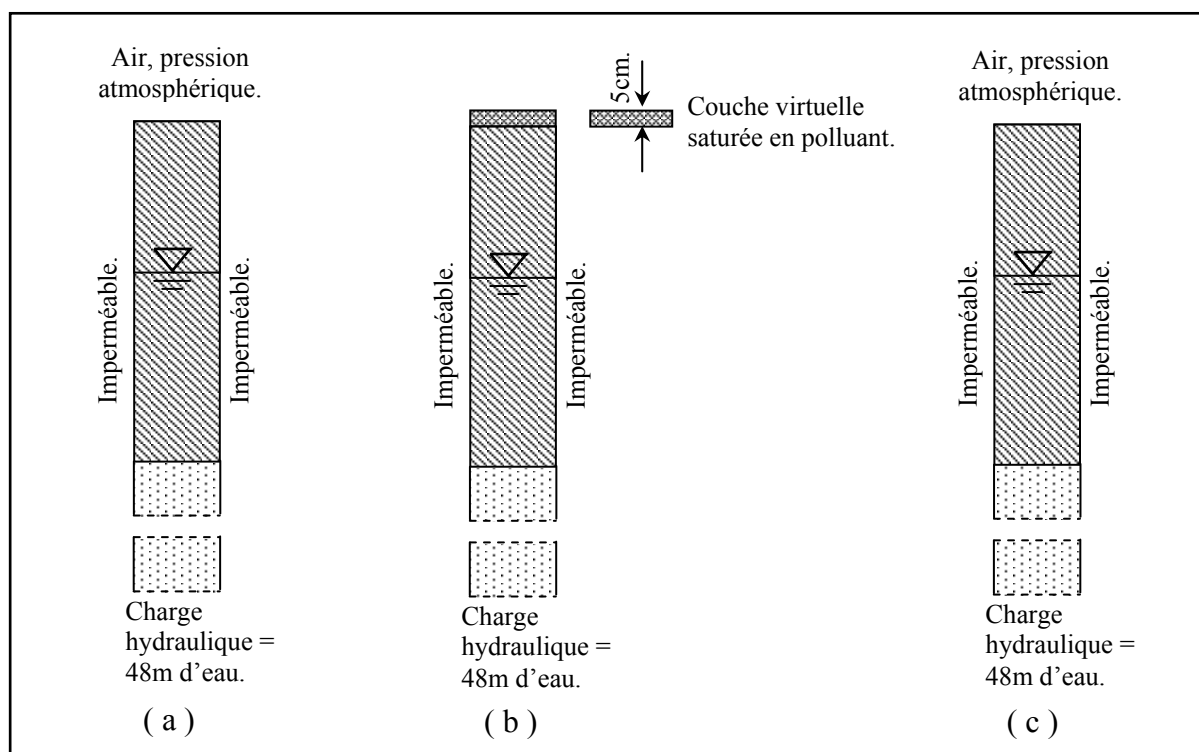 Air, pression
atmosphérique.
Imperméable.
Imperméable.
Charge
hydraulique =
48m d'eau.
( a )
5cm.
Couche virtuelle
saturée en polluant.
Imperméable.
Imperméable.
Charge
hydraulique =
48m d'eau.
( b )
Air, pression
atmosphérique.
Imperméable.
Imperméable.
Charge
hydraulique =
48m d'eau.
( c )